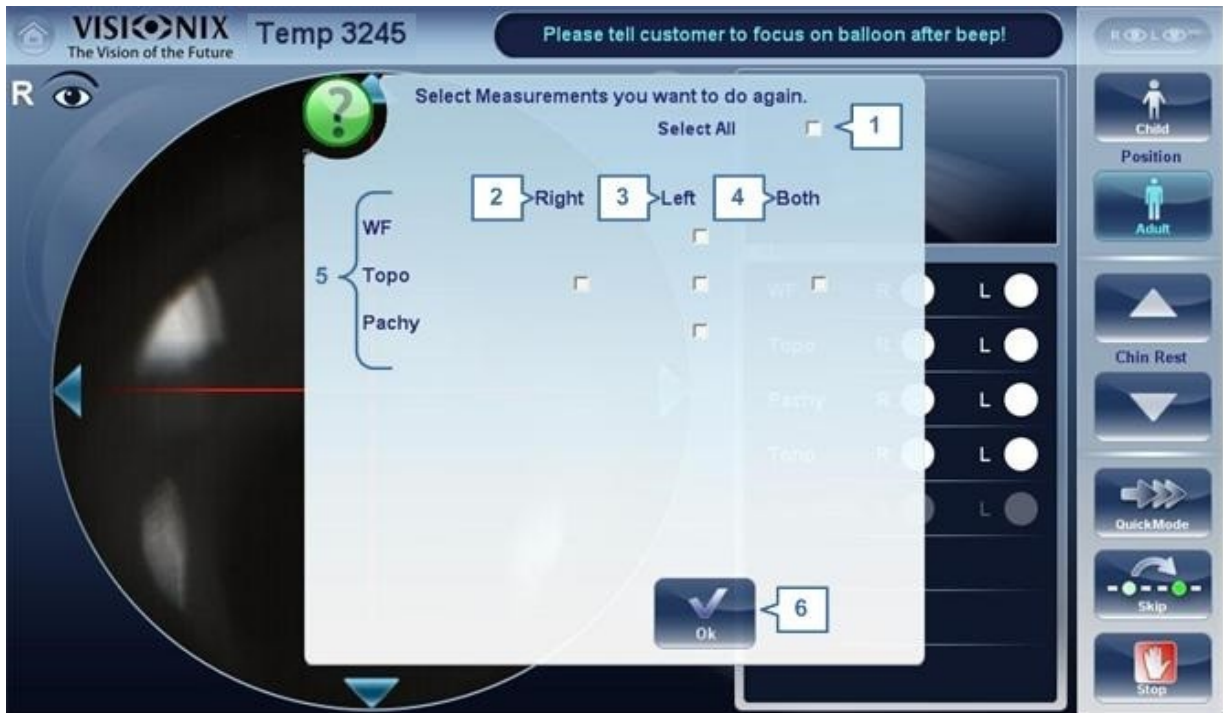 VISIONIX
The Vision of the Future
Temp 3245
Please tell customer to focus on balloon after beep!
R L
R
Select Measurements you want to do again.
Select All 1
2 Right 3 Left 4 Both
WF
5 Topo
Pachy
6
Ok
WF R L
Topo R L
Pachy R L
Topo R L
L
Child
Position
Adult
Chin Rest
QuickMode
Skip
Stop